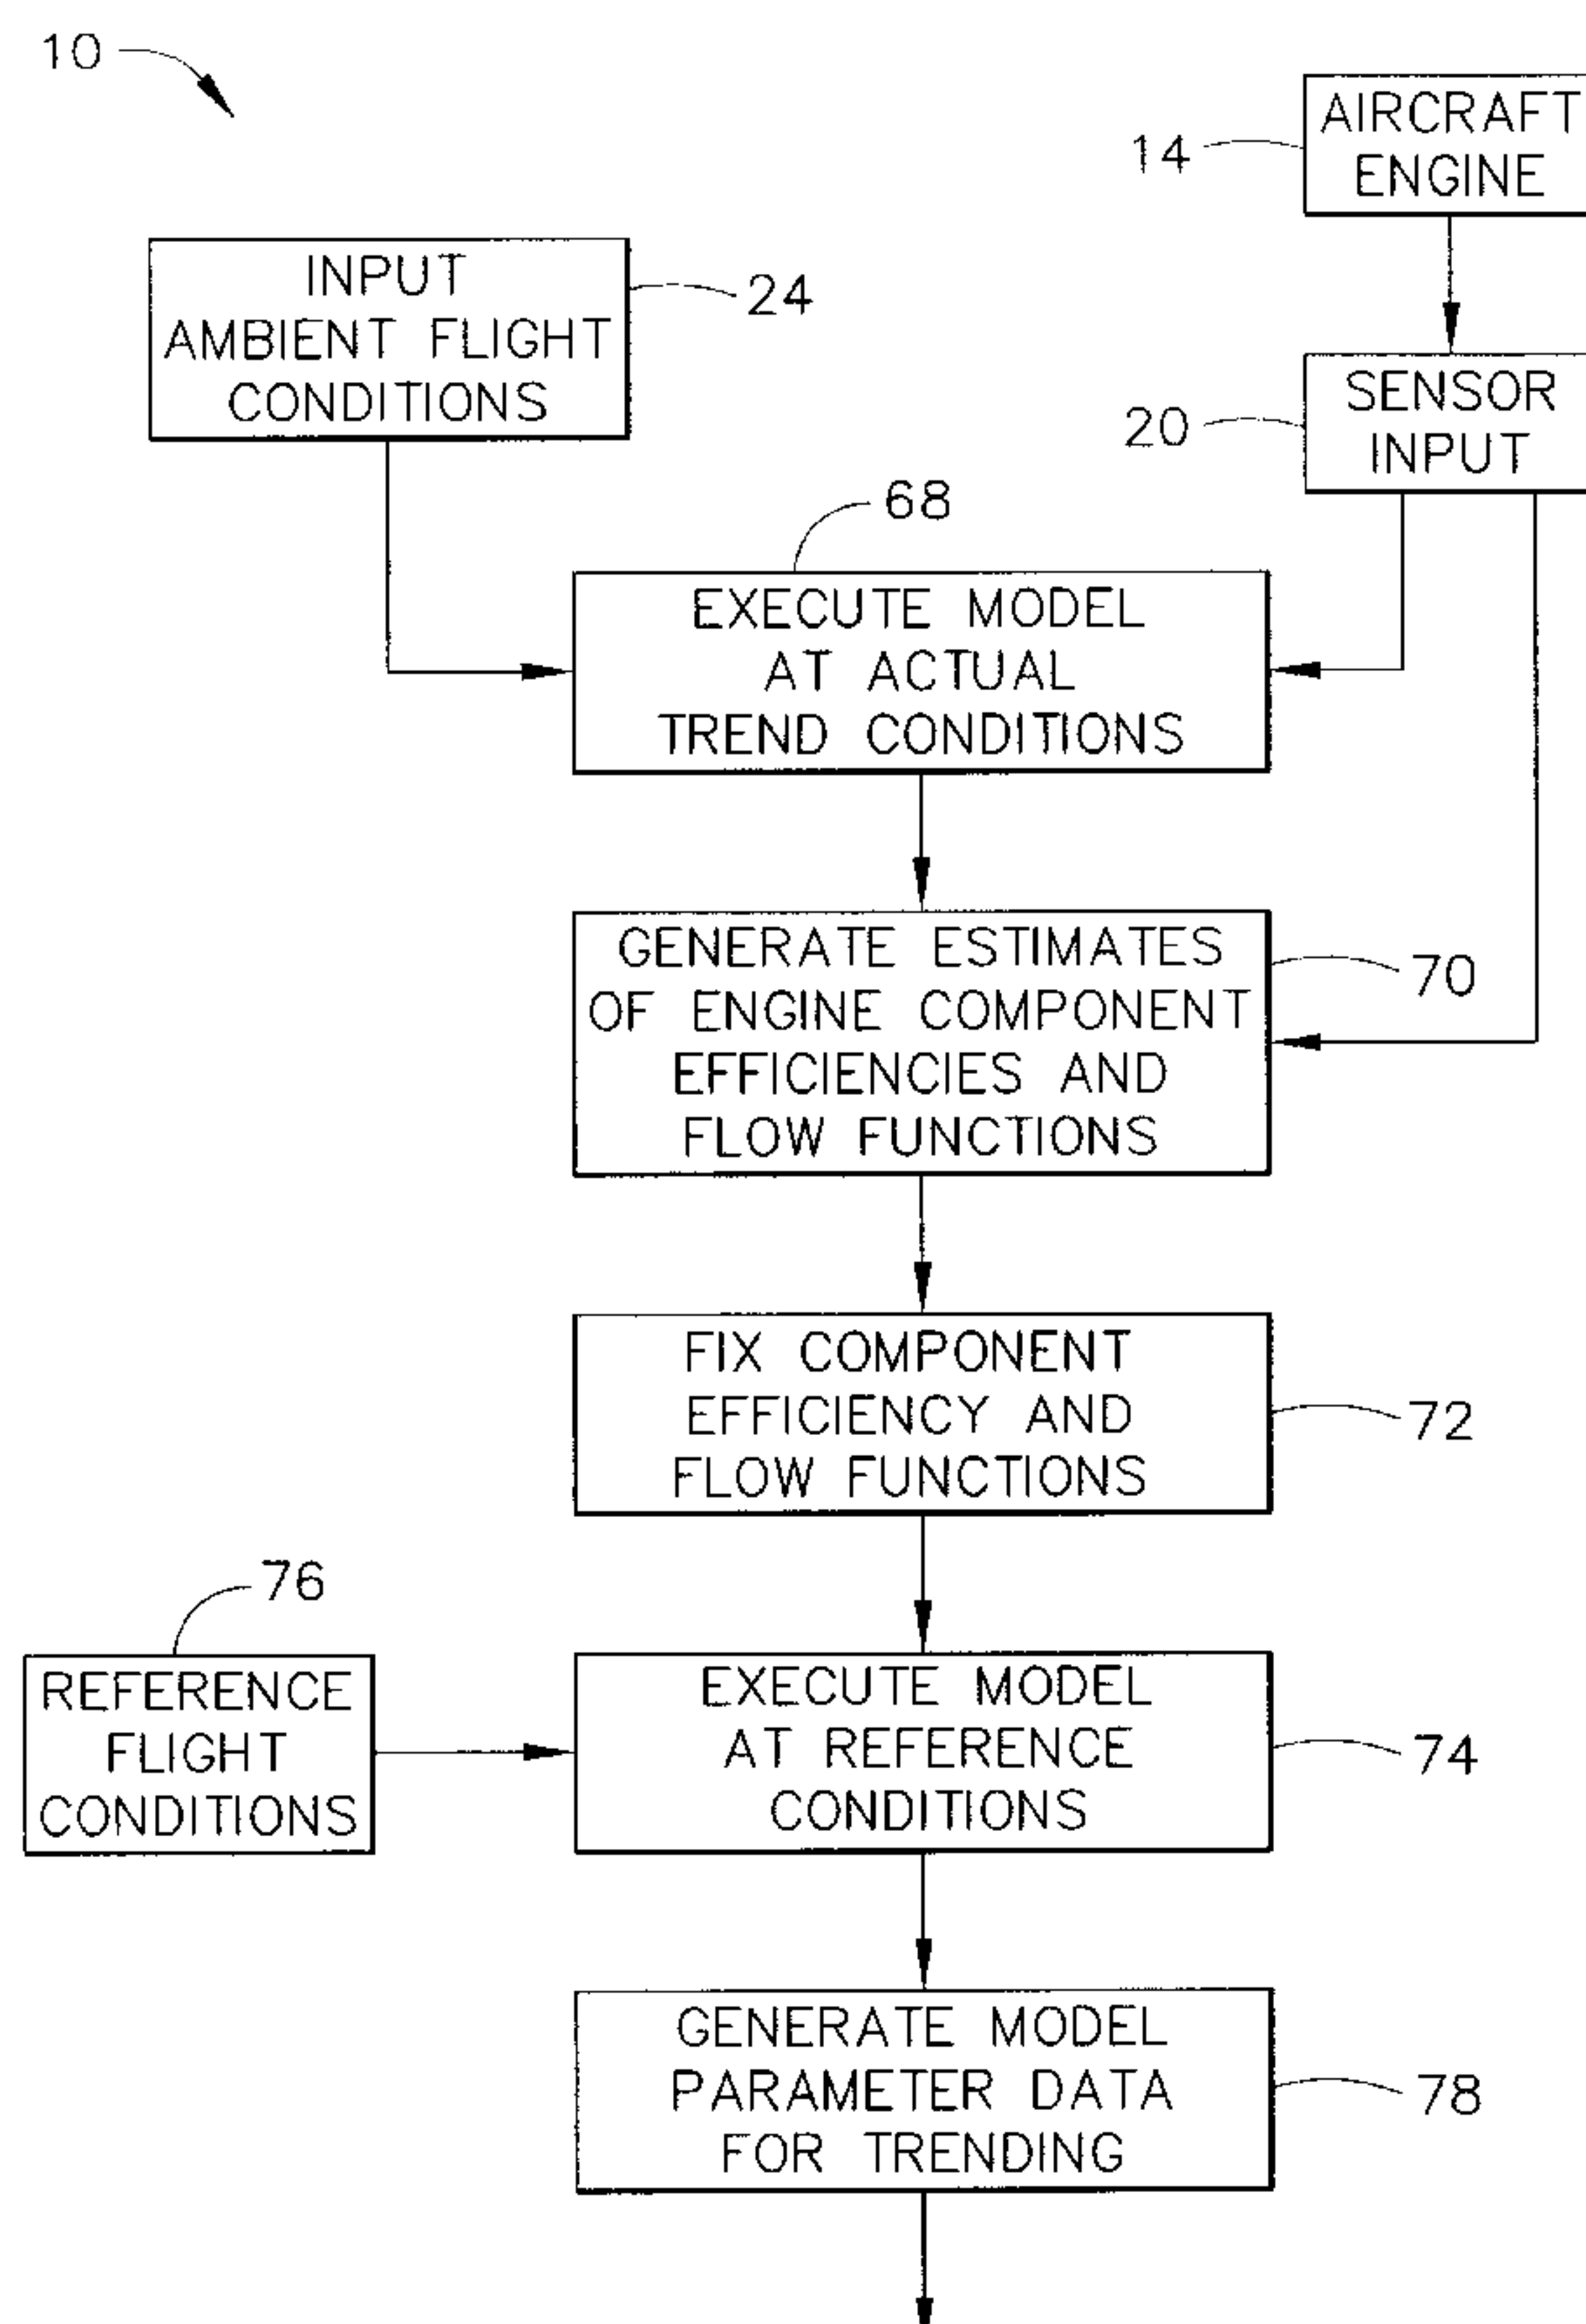 10
AIRCRAFT
ENGINE
14
INPUT
AMBIENT FLIGHT
CONDITIONS
24
SENSOR
INPUT
20
68
EXECUTE MODEL
AT ACTUAL
TREND CONDITIONS
GENERATE ESTIMATES
OF ENGINE COMPONENT
EFFICIENCIES AND
FLOW FUNCTIONS
70
FIX COMPONENT
EFFICIENCY AND
FLOW FUNCTIONS
72
76
REFERENCE
FLIGHT
CONDITIONS
EXECUTE MODEL
AT REFERENCE
CONDITIONS
74
GENERATE MODEL
PARAMETER DATA
FOR TRENDING
78